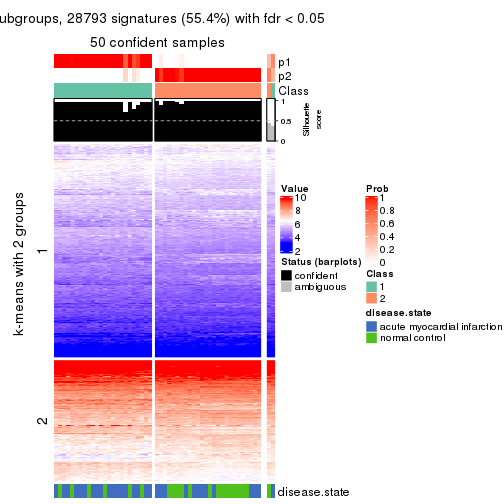 ubgroups, 28793 signatures (55.4%) with fdr < 0.05
50 confident samples
p1
p2
Class
1
0.5
0
Silhouette
score
k-means with 2 groups
1
2
Value
10
8
6
4
2
Status (barplots)
confident
ambiguous
Prob
1
0.8
0.6
0.4
0.2
0
Class
1
2
disease.state
acute myocardial infarction
normal control
disease.state